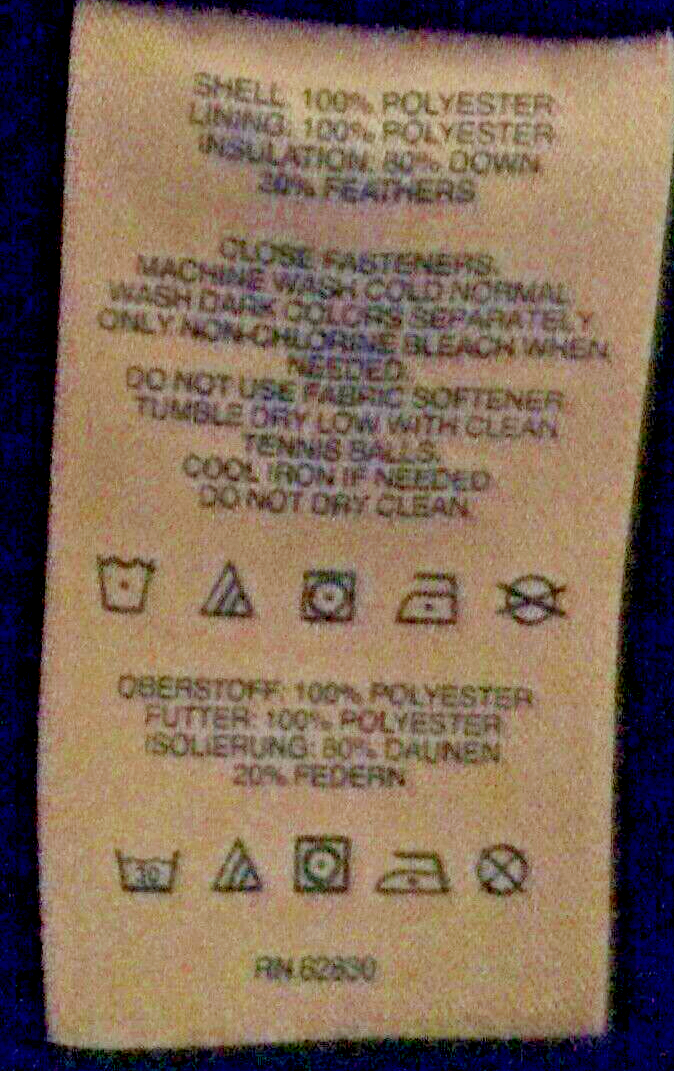 SHELL: 100% POLYESTER
LINING: 100% POLYESTER
INSULATION: 80% DOWN
20% FEATHERS
CLOSE FASTENERS.
MACHINE WASH COLD NORMAL.
WASH DARK COLORS SEPARATELY.
ONLY NON-CHLORINE BLEACH WHEN
NEEDED.
DO NOT USE FABRIC SOFTENER.
TUMBLE DRY LOW WITH CLEAN
TENNIS BALLS.
COOL IRON IF NEEDED.
DO NOT DRY CLEAN.
OBERSTOFF: 100% POLYESTER
FUTTER: 100% POLYESTER
ISOLIERUNG: 80% DAUNEN
20% FEDERN
30
RN 62830